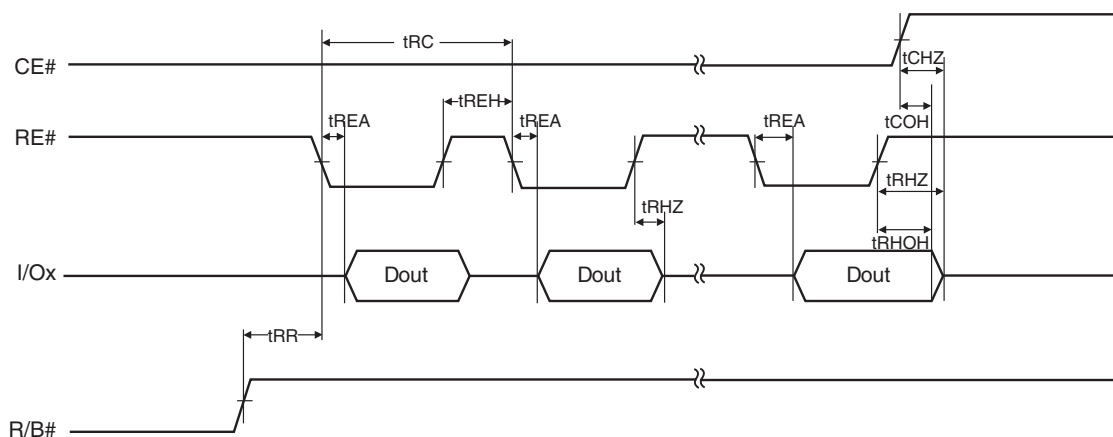 tRC
CE#
tCHZ
tREH
tREA
tREA
tREA
tCOH
RE#
tRHZ
tRHZ
tRHOH
I/Ox
Dout
Dout
Dout
tRR
R/B#